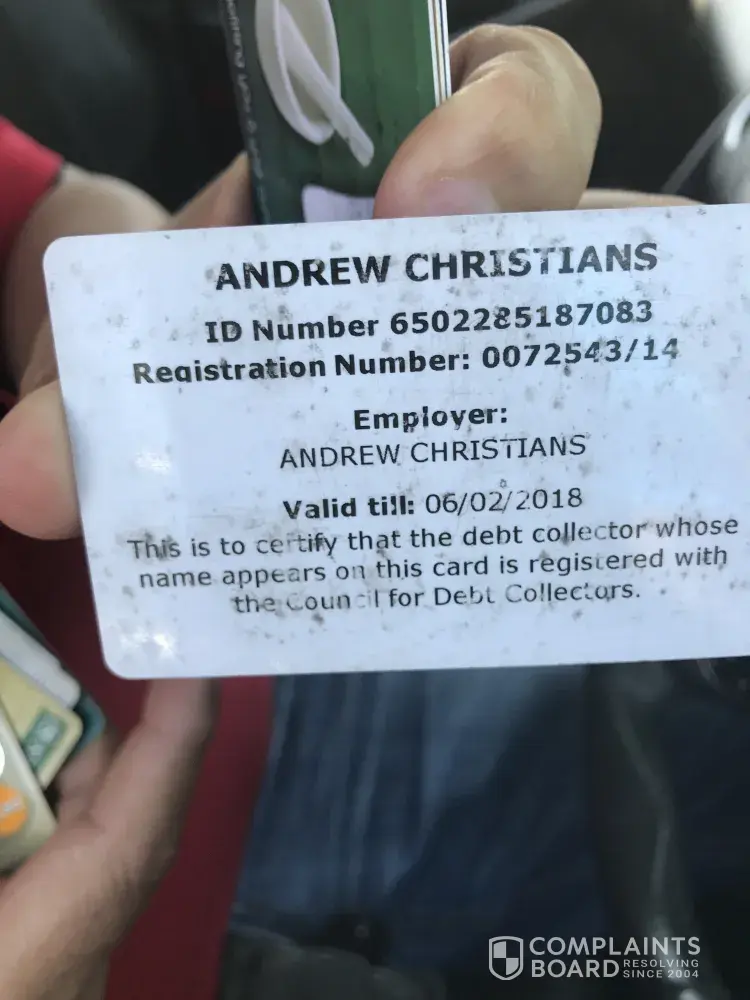 ANDREW CHRISTIANS
ID Number 6502285187083
Registration Number: 0072543/14
Employer:
ANDREW CHRISTIANS
Valid till: 06/02/2018
This is to certify that the debt collector whose
name appears on this card is registered with
the Council for Debt Collectors.
COMPLAINTS
BOARD RESOLVING
SINCE 2004